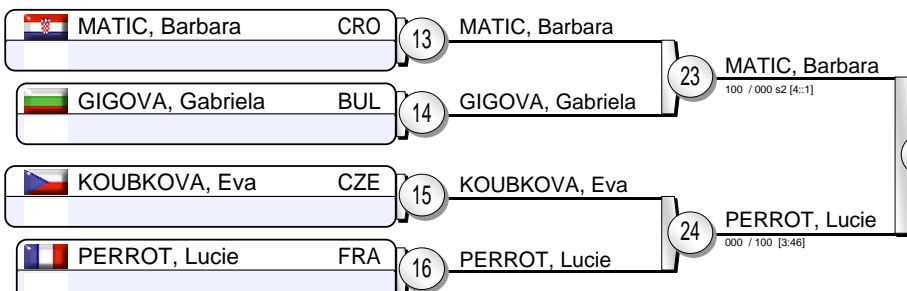 MATIC, Barbara CRO
13
MATIC, Barbara
GIGOVA, Gabriela BUL
14
GIGOVA, Gabriela
23
MATIC, Barbara
100 / 000 s2 [4::1]
KOUBKOVA, Eva CZE
15
KOUBKOVA, Eva
PERROT, Lucie FRA
16
PERROT, Lucie
24
PERROT, Lucie
000 / 100 [3:46]